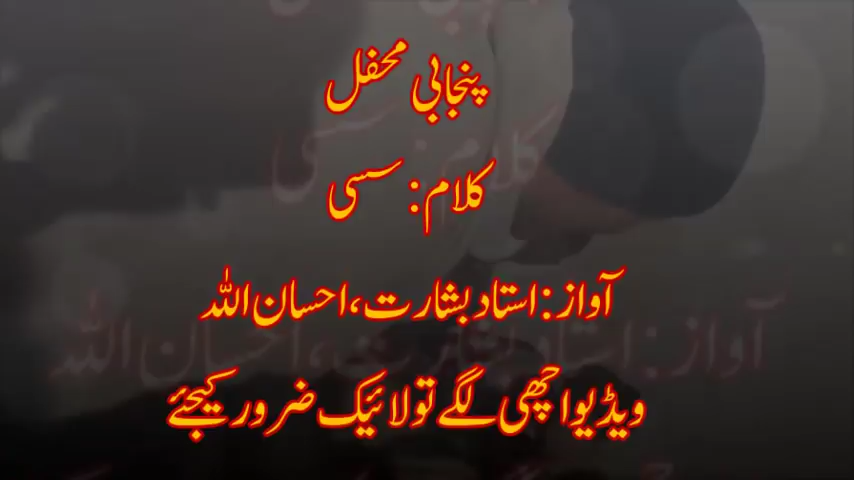 پنجابی محفل
کلام: سسی
آواز: استاد بشارت، احسان اللہ
ویڈیو اچھی لگے تو لائیک ضرور کیجئے